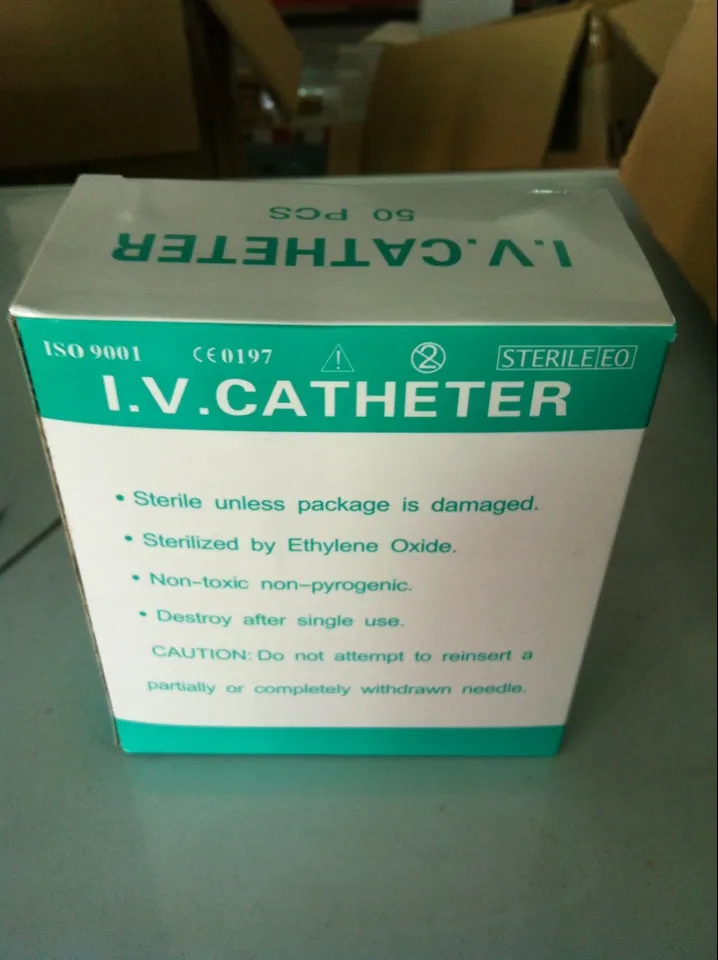 50 PCS
I.V.CATHETER
ISO 9001 CE0197 ! 2 STERILE EO
I.V.CATHETER
• Sterile unless package is damaged.
• Sterilized by Ethylene Oxide.
• Non-toxic non-pyrogenic.
• Destroy after single use.
CAUTION: Do not attempt to reinsert a
partially or completely withdrawn needle.